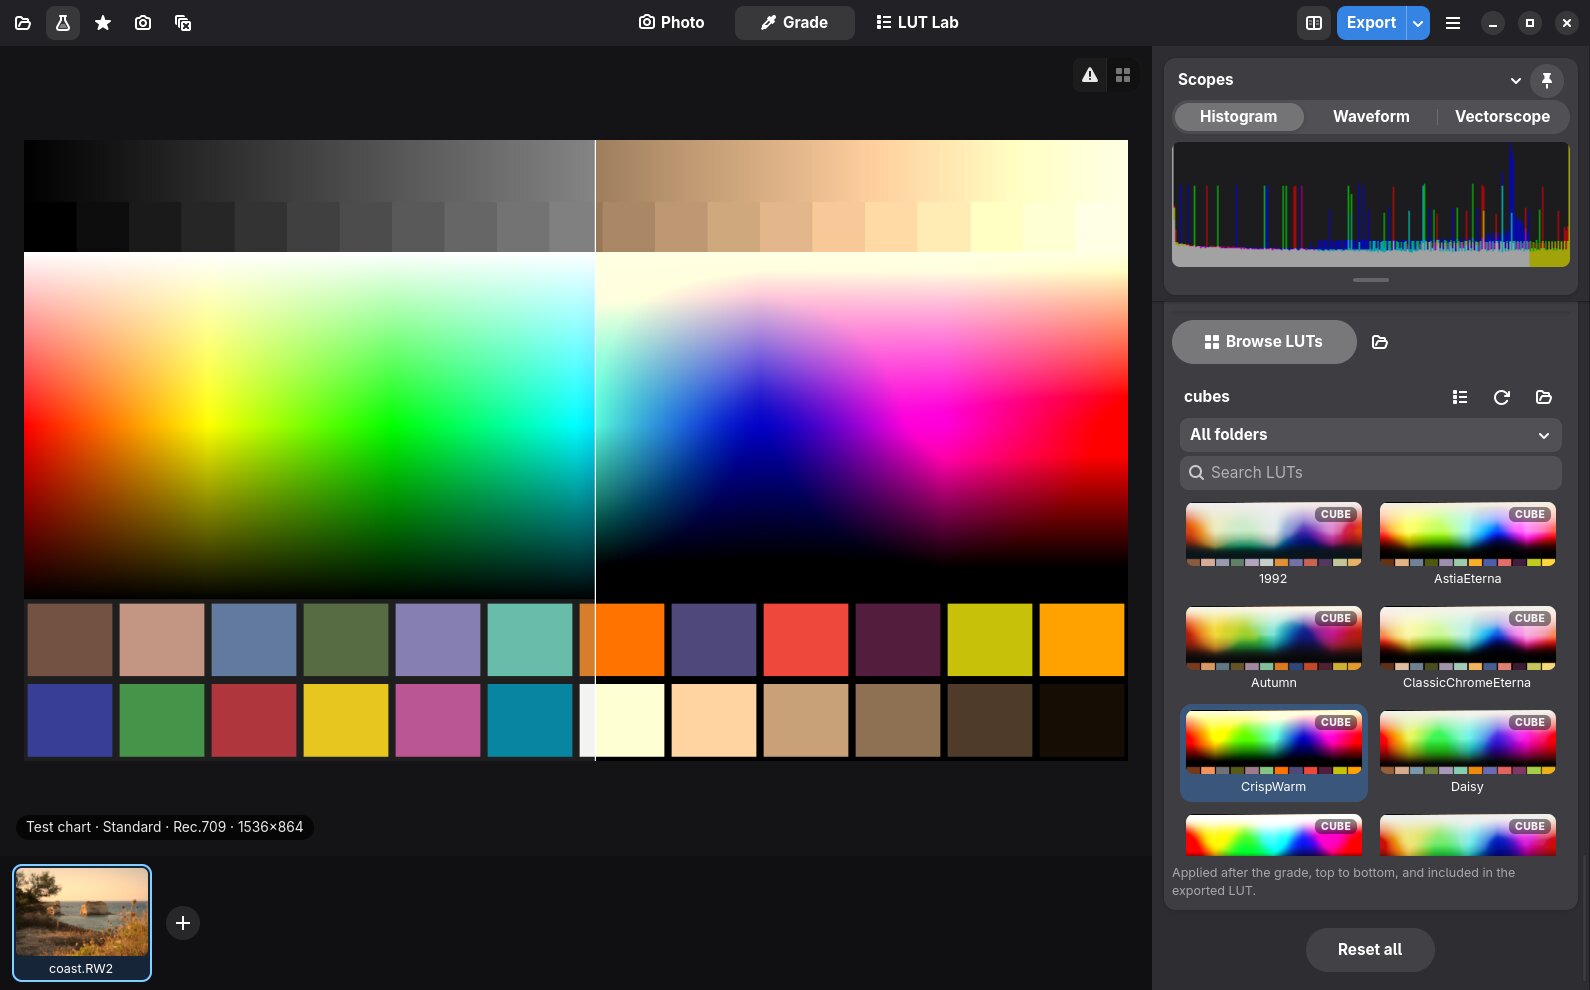 Photo
Grade
LUT Lab
Export
Scopes
Histogram
Waveform
Vectorscope
Browse LUTs
cubes
All folders
Search LUTs
CUBE
CUBE
1992
AstiaEterna
CUBE
CUBE
Autumn
ClassicChromeEterna
CUBE
CUBE
CrispWarm
Daisy
CUBE
CUBE
Applied after the grade, top to bottom, and included in the
exported LUT.
Reset all
Test chart · Standard · Rec.709 · 1536×864
coast.RW2